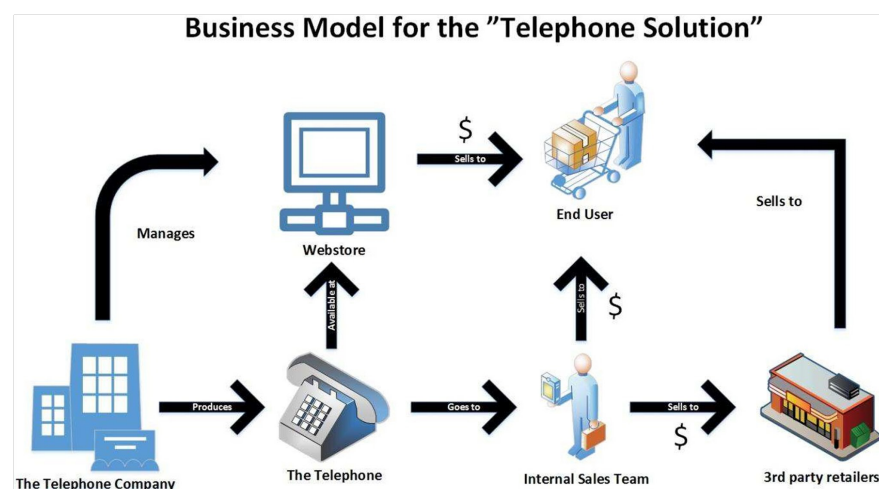 Business Model for the ”Telephone Solution”
$
Sells to
End User
Sells to
Manages
Webstore
Available at
Sells to
$
Produces
Goes to
Sells to
$
The Telephone Company
The Telephone
Internal Sales Team
3rd party retailers